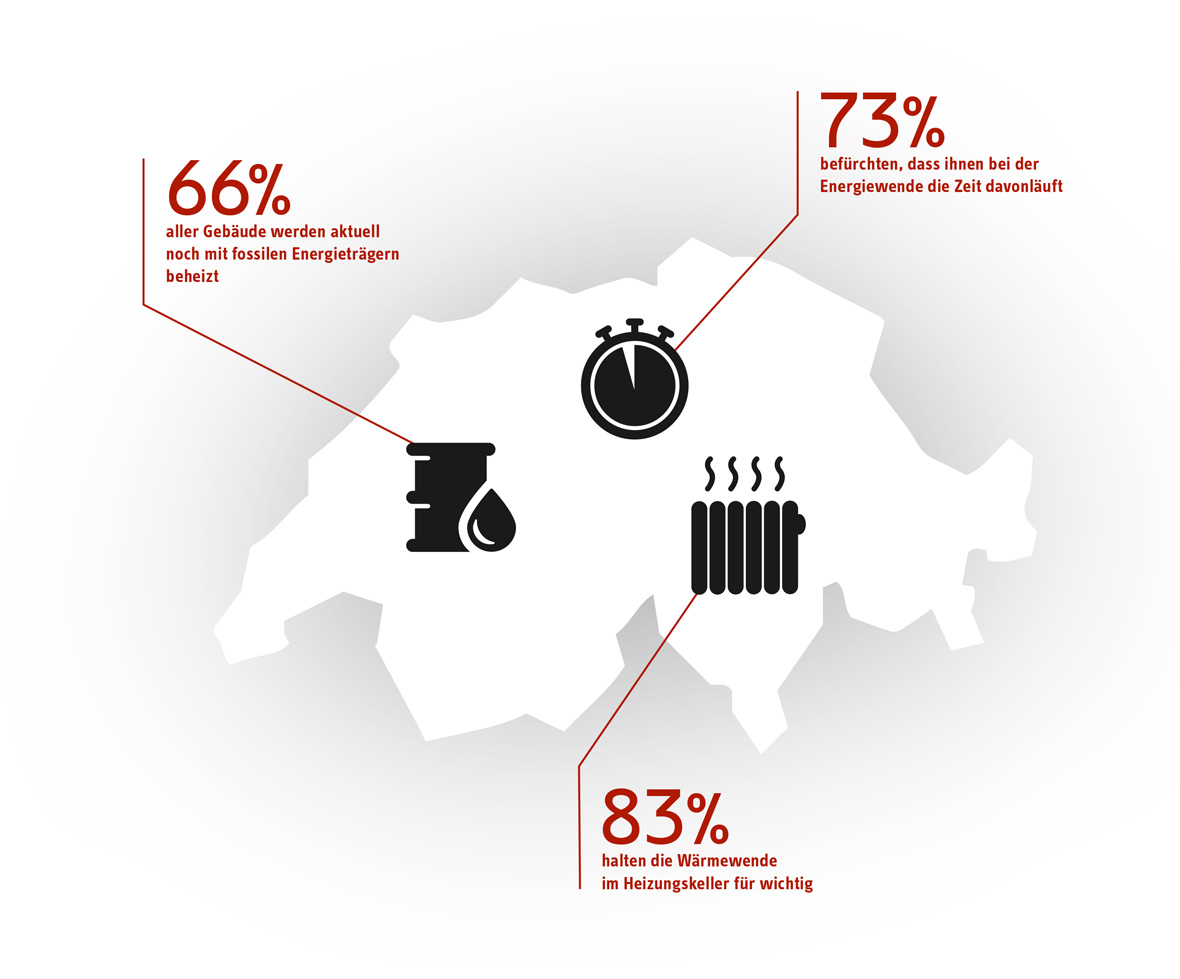 66%
aller Gebäude werden aktuell
noch mit fossilen Energieträgern
beheizt
73%
befürchten, dass ihnen bei der
Energiewende die Zeit davonläuft
83%
halten die Wärmewende
im Heizungskeller für wichtig